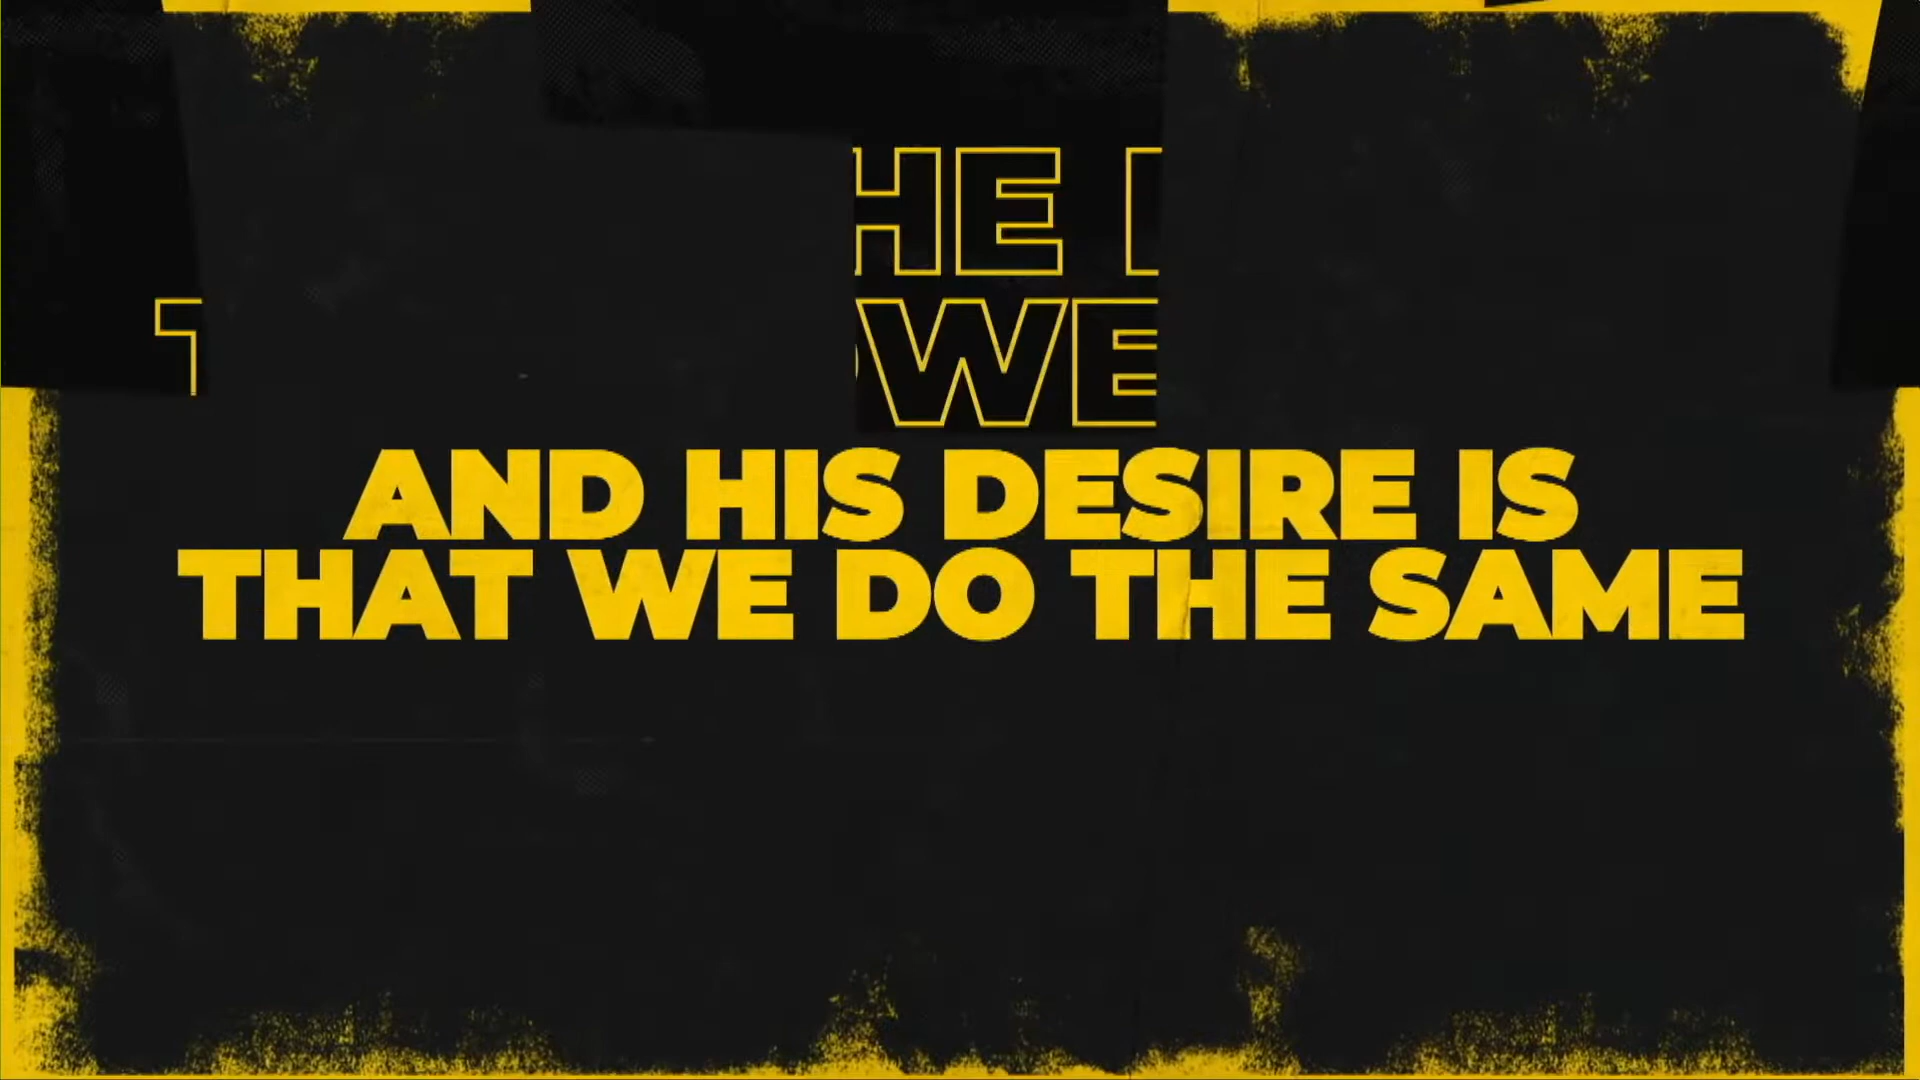 AND HIS DESIRE IS
THAT WE DO THE SAME